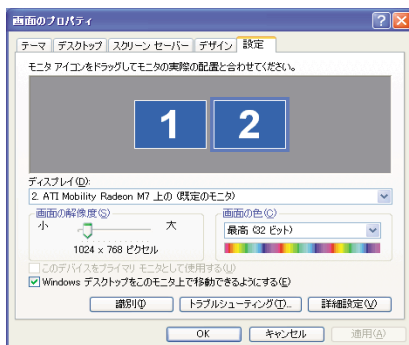 画面のプロパティ
テーマ デスクトップ スクリーン セーバー デザイン 設定
モニタ アイコンをドラッグしてモニタの実際の配置と合わせてください。
1 2
ディスプレイ(D):
2. ATI Mobility Radeon M7 上の (既定のモニタ)
画面の解像度(S) 画面の色(C)
小 大 最高 (32 ビット)
1024 x 768 ピクセル
このデバイスをプライマリ モニタとして使用する(U)
Windows デスクトップをこのモニタ上で移動できるようにする(E)
識別(I) トラブルシューティング(T)... 詳細設定(V)
OK キャンセル 適用(A)